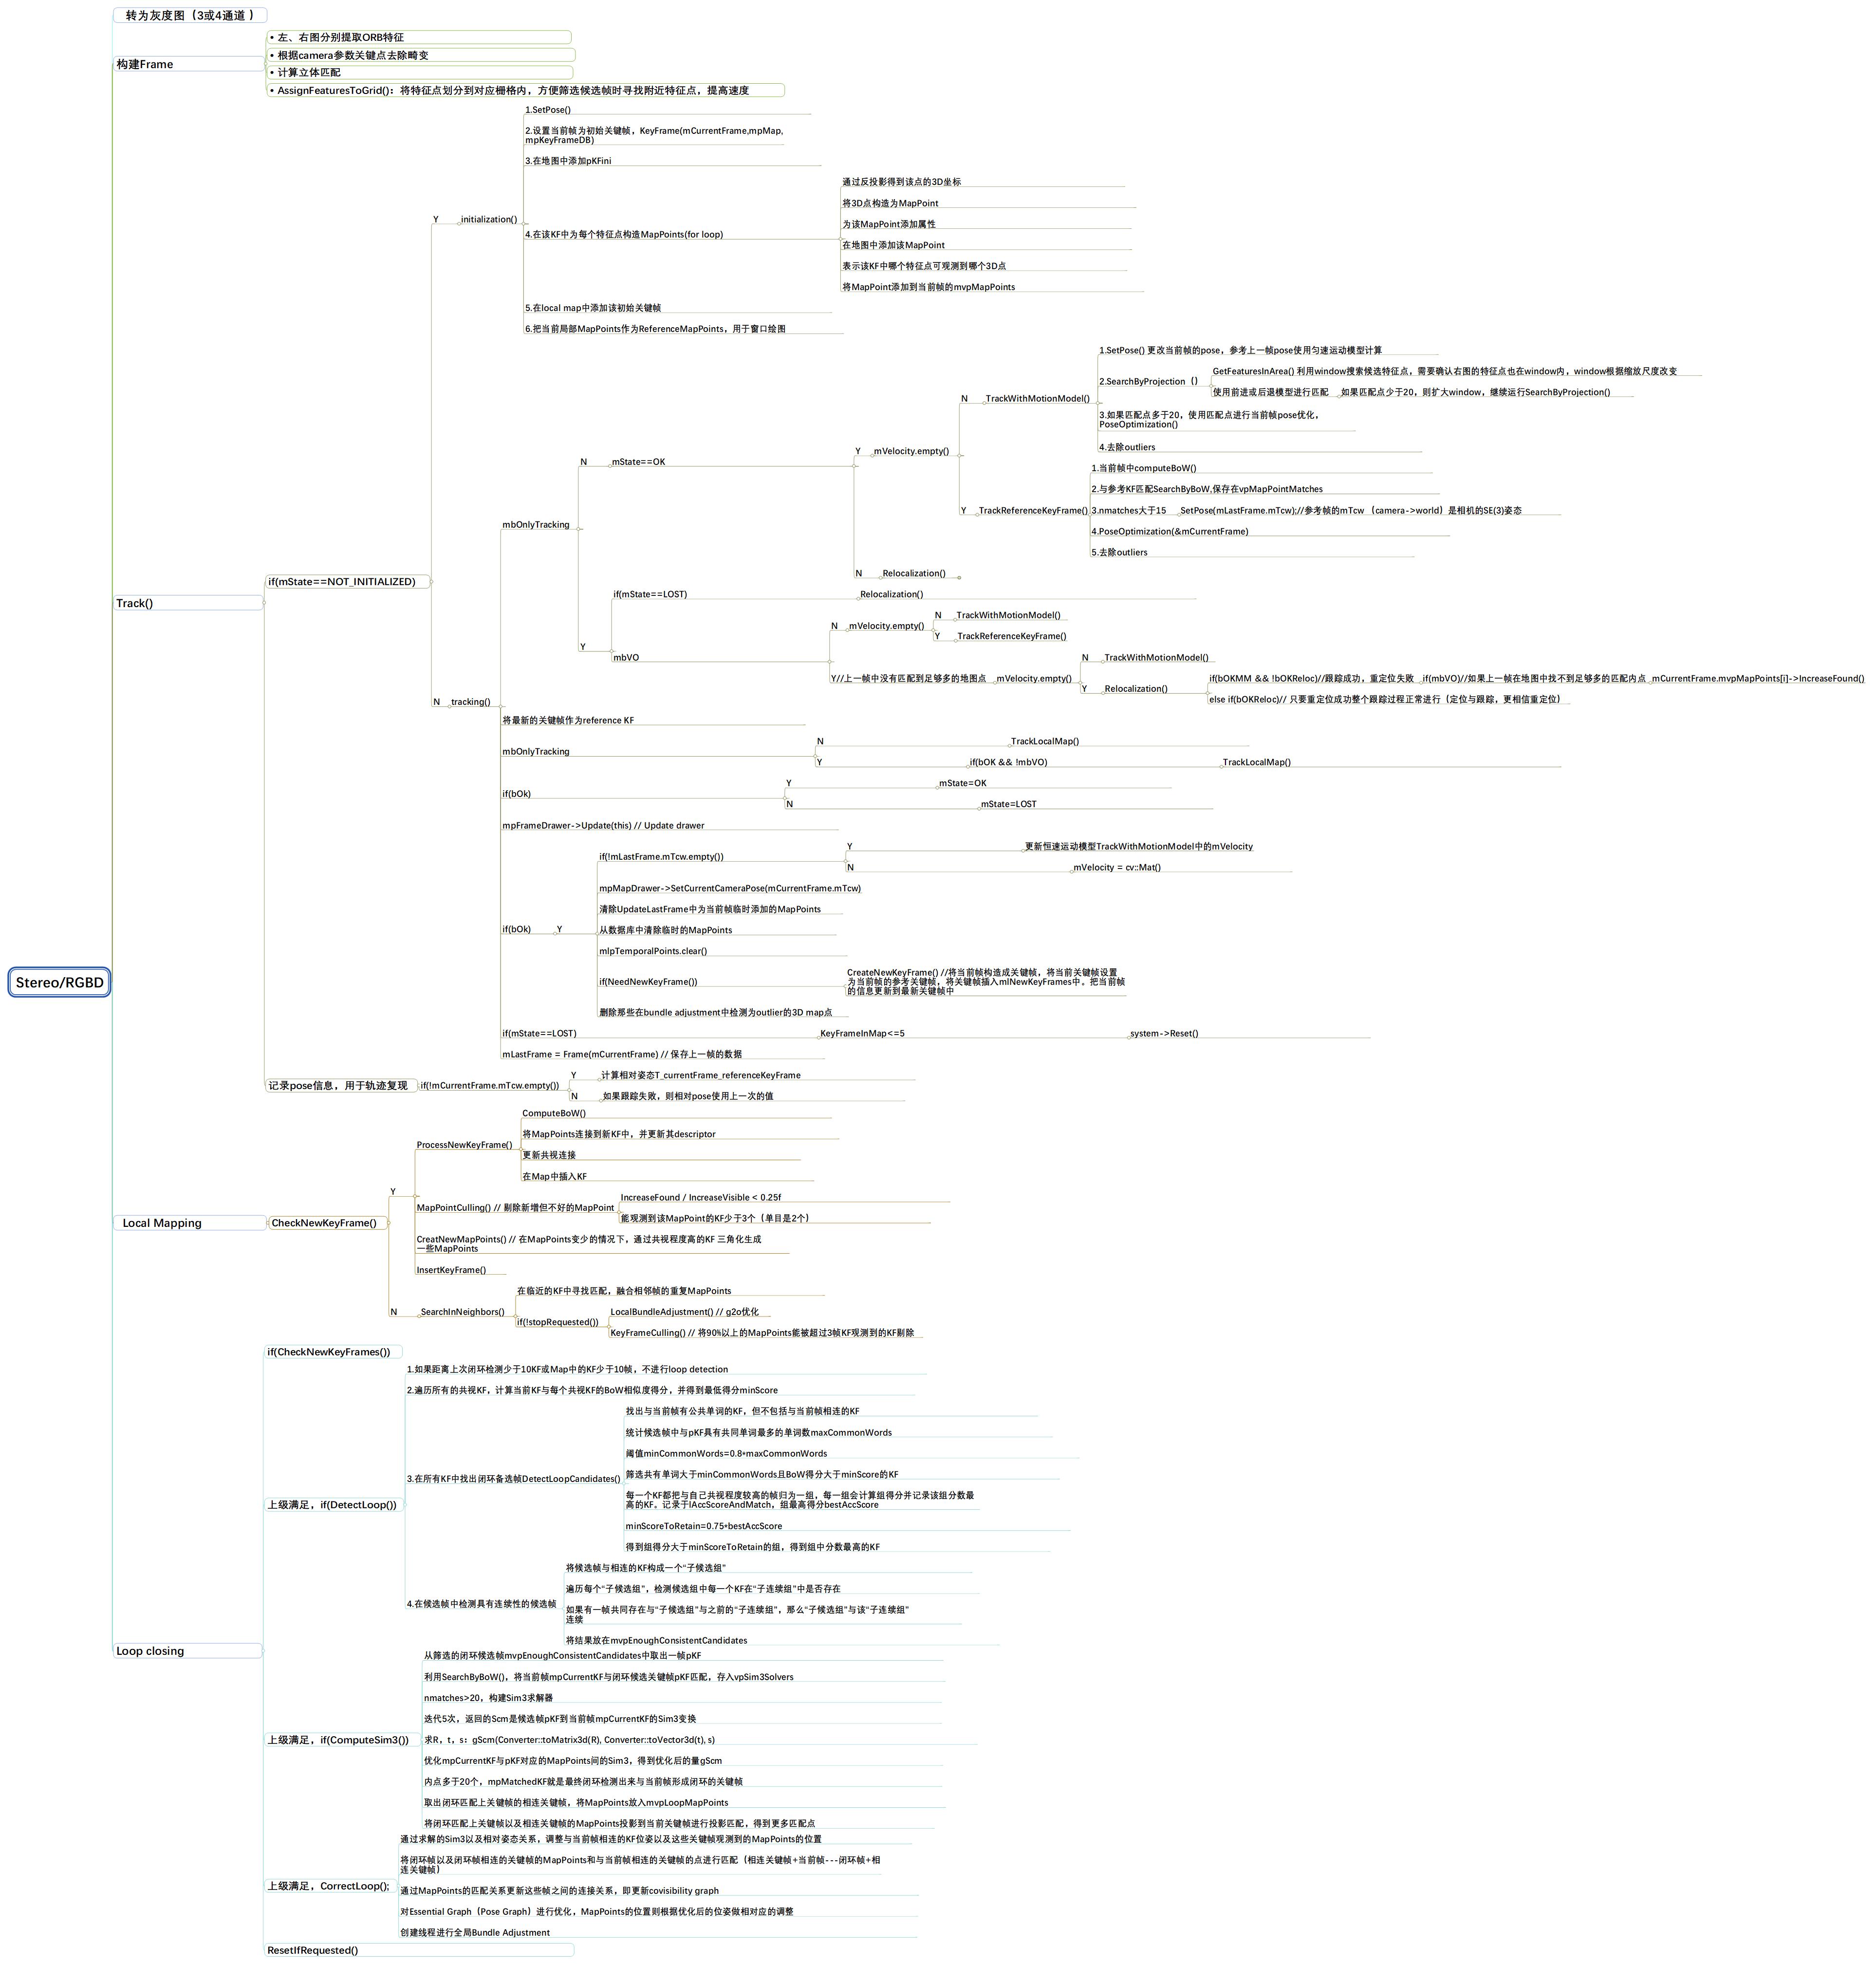 Stereo/RGBD
转为灰度图（3或4通道 ）
构建Frame
• 左、右图分别提取ORB特征
• 根据camera参数关键点去除畸变
• 计算立体匹配
• AssignFeaturesToGrid()：将特征点划分到对应栅格内，方便筛选候选帧时寻找附近特征点，提高速度
Track()
if(mState==NOT_INITIALIZED)
Y
initialization()
1.SetPose()
2.设置当前帧为初始关键帧，KeyFrame(mCurrentFrame,mpMap,
mpKeyFrameDB)
3.在地图中添加pKFini
4.在该KF中为每个特征点构造MapPoints(for loop)
通过反投影得到该点的3D坐标
将3D点构造为MapPoint
为该MapPoint添加属性
在地图中添加该MapPoint
表示该KF中哪个特征点可观测到哪个3D点
将MapPoint添加到当前帧的mvpMapPoints
5.在local map中添加该初始关键帧
6.把当前局部MapPoints作为ReferenceMapPoints，用于窗口绘图
N
tracking()
mbOnlyTracking
N
mState==OK
Y
mVelocity.empty()
N
TrackWithMotionModel()
1.SetPose() 更改当前帧的pose，参考上一帧pose使用匀速运动模型计算
2.SearchByProjection（）
GetFeaturesInArea() 利用window搜索候选特征点，需要确认右图的特征点也在window内，window根据缩放尺度改变
使用前进或后退模型进行匹配
如果匹配点少于20，则扩大window，继续运行SearchByProjection()
3.如果匹配点多于20，使用匹配点进行当前帧pose优化，
PoseOptimization()
4.去除outliers
Y
TrackReferenceKeyFrame()
1.当前帧中computeBoW()
2.与参考KF匹配SearchByBoW,保存在vpMapPointMatches
3.nmatches大于15
SetPose(mLastFrame.mTcw);//参考帧的mTcw （camera->world）是相机的SE(3)姿态
4.PoseOptimization(&mCurrentFrame)
5.去除outliers
N
Relocalization()
Y
if(mState==LOST)
Relocalization()
mbVO
N
mVelocity.empty()
N
TrackWithMotionModel()
Y
TrackReferenceKeyFrame()
Y//上一帧中没有匹配到足够多的地图点
mVelocity.empty()
N
TrackWithMotionModel()
Y
Relocalization()
if(bOKMM && !bOKReloc)//跟踪成功，重定位失败
if(mbVO)//如果上一帧在地图中找不到足够多的匹配内点
mCurrentFrame.mvpMapPoints[i]->IncreaseFound()
else if(bOKReloc)// 只要重定位成功整个跟踪过程正常进行（定位与跟踪，更相信重定位）
将最新的关键帧作为reference KF
mbOnlyTracking
N
TrackLocalMap()
Y
if(bOK && !mbVO)
TrackLocalMap()
if(bOk)
Y
mState=OK
N
mState=LOST
mpFrameDrawer->Update(this) // Update drawer
if(bOk)
Y
if(!mLastFrame.mTcw.empty())
Y
更新恒速运动模型TrackWithMotionModel中的mVelocity
N
mVelocity = cv::Mat()
mpMapDrawer->SetCurrentCameraPose(mCurrentFrame.mTcw)
清除UpdateLastFrame中为当前帧临时添加的MapPoints
从数据库中清除临时的MapPoints
mlpTemporalPoints.clear()
if(NeedNewKeyFrame())
CreateNewKeyFrame() //将当前帧构造成关键帧，将当前关键帧设置
为当前帧的参考关键帧，将关键帧插入mlNewKeyFrames中。把当前帧
的信息更新到最新关键帧中
删除那些在bundle adjustment中检测为outlier的3D map点
if(mState==LOST)
KeyFrameInMap<=5
system->Reset()
mLastFrame = Frame(mCurrentFrame) // 保存上一帧的数据
记录pose信息，用于轨迹复现
if(!mCurrentFrame.mTcw.empty())
Y
计算相对姿态T_currentFrame_referenceKeyFrame
N
如果跟踪失败，则相对pose使用上一次的值
Local Mapping
CheckNewKeyFrame()
Y
ProcessNewKeyFrame()
ComputeBoW()
将MapPoints连接到新KF中，并更新其descriptor
更新共视连接
在Map中插入KF
MapPointCulling() // 剔除新增但不好的MapPoint
IncreaseFound / IncreaseVisible < 0.25f
能观测到该MapPoint的KF少于3个（单目是2个）
CreatNewMapPoints() // 在MapPoints变少的情况下，通过共视程度高的KF 三角化生成
一些MapPoints
InsertKeyFrame()
N
SearchInNeighbors()
在临近的KF中寻找匹配，融合相邻帧的重复MapPoints
if(!stopRequested())
LocalBundleAdjustment() // g2o优化
KeyFrameCulling() // 将90%以上的MapPoints能被超过3帧KF观测到的KF剔除
Loop closing
if(CheckNewKeyFrames())
上级满足，if(DetectLoop())
1.如果距离上次闭环检测少于10KF或Map中的KF少于10帧，不进行loop detection
2.遍历所有的共视KF，计算当前KF与每个共视KF的BoW相似度得分，并得到最低得分minScore
3.在所有KF中找出闭环备选帧DetectLoopCandidates()
找出与当前帧有公共单词的KF，但不包括与当前帧相连的KF
统计候选帧中与pKF具有共同单词最多的单词数maxCommonWords
阈值minCommonWords=0.8*maxCommonWords
筛选共有单词大于minCommonWords且BoW得分大于minScore的KF
每一个KF都把与自己共视程度较高的帧归为一组，每一组会计算组得分并记录该组分数最
高的KF。记录于lAccScoreAndMatch，组最高得分bestAccScore
minScoreToRetain=0.75*bestAccScore
得到组得分大于minScoreToRetain的组，得到组中分数最高的KF
4.在候选帧中检测具有连续性的候选帧
将候选帧与相连的KF构成一个“子候选组”
遍历每个“子候选组”，检测候选组中每一个KF在“子连续组”中是否存在
如果有一帧共同存在与“子候选组”与之前的“子连续组”，那么“子候选组”与该“子连续组”
连续
将结果放在mvpEnoughConsistentCandidates
上级满足，if(ComputeSim3())
从筛选的闭环候选帧mvpEnoughConsistentCandidates中取出一帧pKF
利用SearchByBoW()，将当前帧mpCurrentKF与闭环候选关键帧pKF匹配，存入vpSim3Solvers
nmatches>20，构建Sim3求解器
迭代5次，返回的Scm是候选帧pKF到当前帧mpCurrentKF的Sim3变换
求R，t，s：gScm(Converter::toMatrix3d(R), Converter::toVector3d(t), s)
优化mpCurrentKF与pKF对应的MapPoints间的Sim3，得到优化后的量gScm
内点多于20个，mpMatchedKF就是最终闭环检测出来与当前帧形成闭环的关键帧
取出闭环匹配上关键帧的相连关键帧，将MapPoints放入mvpLoopMapPoints
将闭环匹配上关键帧以及相连关键帧的MapPoints投影到当前关键帧进行投影匹配，得到更多匹配点
上级满足，CorrectLoop();
通过求解的Sim3以及相对姿态关系，调整与当前帧相连的KF位姿以及这些关键帧观测到的MapPoints的位置
将闭环帧以及闭环帧相连的关键帧的MapPoints和与当前帧相连的关键帧的点进行匹配（相连关键帧+当前帧---闭环帧+相
连关键帧）
通过MapPoints的匹配关系更新这些帧之间的连接关系，即更新covisibility graph
对Essential Graph（Pose Graph）进行优化，MapPoints的位置则根据优化后的位姿做相对应的调整
创建线程进行全局Bundle Adjustment
ResetIfRequested()